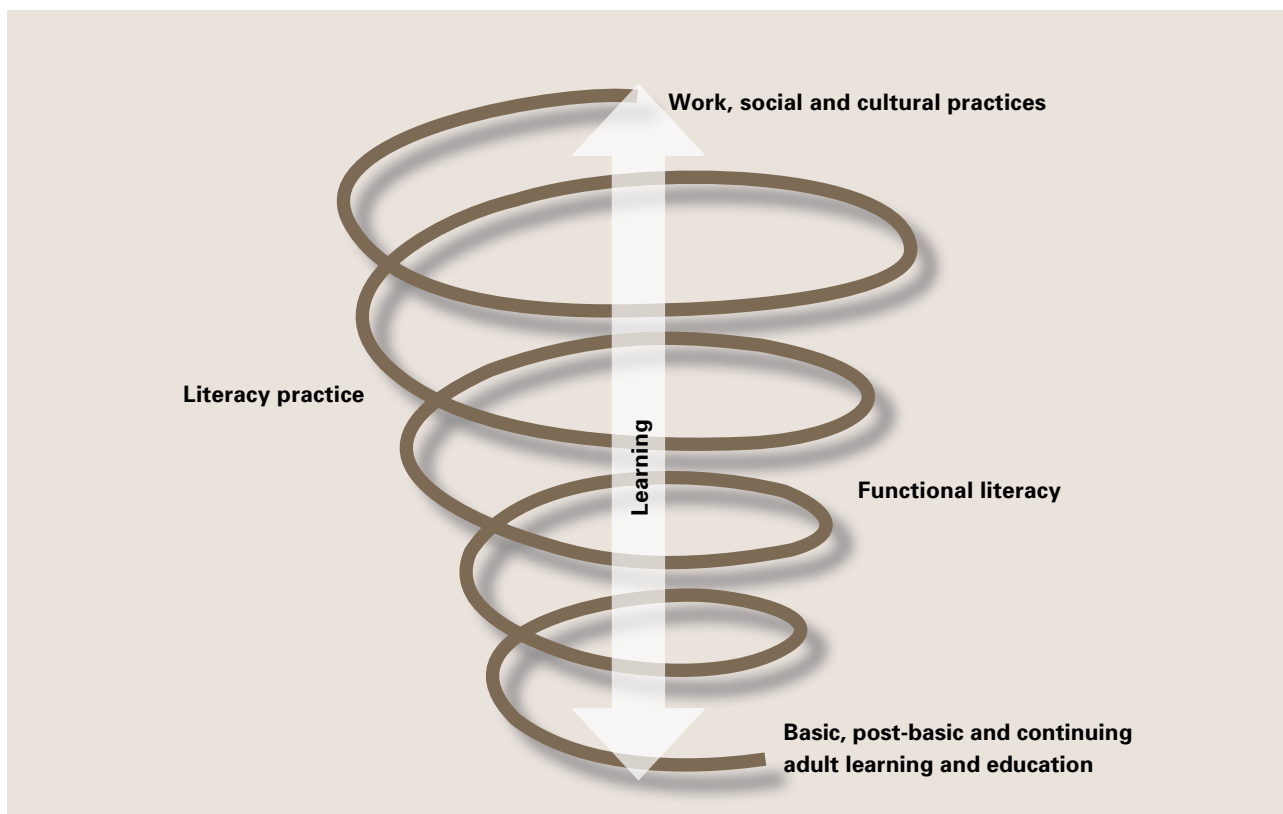 Work, social and cultural practices
Literacy practice
Learning
Functional literacy
Basic, post-basic and continuing
adult learning and education